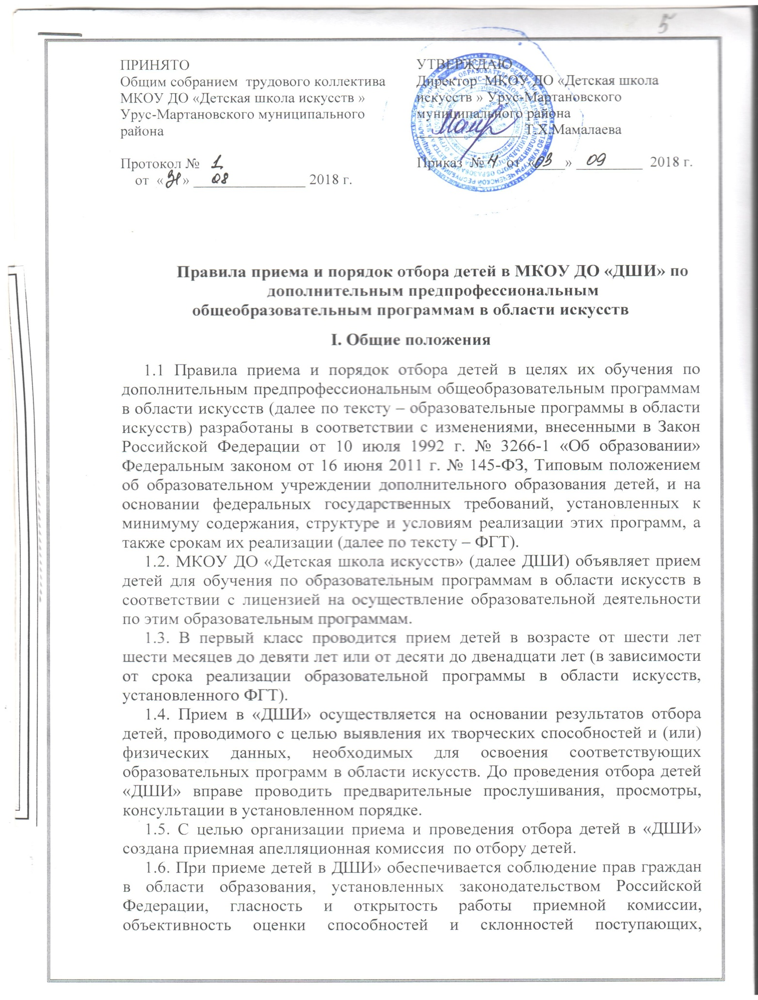 5
ПРИНЯТО
Общим собранием трудового коллектива
МКОУ ДО «Детская школа искусств »
Урус-Мартановского муниципального
района
Протокол № 1
от « » 08 2018 г.
УТВЕРЖДАЮ
Директор МКОУ ДО «Детская школа
искусств » Урус-Мартановского
муниципального района
Т.Х.Мамалаева
Приказ № 4 от «03» 09 2018 г.
Правила приема и порядок отбора детей в МКОУ ДО «ДШИ» по
дополнительным предпрофессиональным
общеобразовательным программам в области искусств
I. Общие положения
1.1 Правила приема и порядок отбора детей в целях их обучения по
дополнительным предпрофессиональным общеобразовательным программам
в области искусств (далее по тексту – образовательные программы в области
искусств) разработаны в соответствии с изменениями, внесенными в Закон
Российской Федерации от 10 июля 1992 г. № 3266-1 «Об образовании»
Федеральным законом от 16 июня 2011 г. № 145-ФЗ, Типовым положением
об образовательном учреждении дополнительного образования детей, и на
основании федеральных государственных требований, установленных к
минимуму содержания, структуре и условиям реализации этих программ, а
также срокам их реализации (далее по тексту – ФГТ).
1.2. МКОУ ДО «Детская школа искусств» (далее ДШИ) объявляет прием
детей для обучения по образовательным программам в области искусств в
соответствии с лицензией на осуществление образовательной деятельности
по этим образовательным программам.
1.3. В первый класс проводится прием детей в возрасте от шести лет
шести месяцев до девяти лет или от десяти до двенадцати лет (в зависимости
от срока реализации образовательной программы в области искусств,
установленного ФГТ).
1.4. Прием в «ДШИ» осуществляется на основании результатов отбора
детей, проводимого с целью выявления их творческих способностей и (или)
физических данных, необходимых для освоения соответствующих
образовательных программ в области искусств. До проведения отбора детей
«ДШИ» вправе проводить предварительные прослушивания, просмотры,
консультации в установленном порядке.
1.5. С целью организации приема и проведения отбора детей в «ДШИ»
создана приемная апелляционная комиссия по отбору детей.
1.6. При приеме детей в ДШИ» обеспечивается соблюдение прав граждан
в области образования, установленных законодательством Российской
Федерации, гласность и открытость работы приемной комиссии,
объективность оценки способностей и склонностей поступающих,